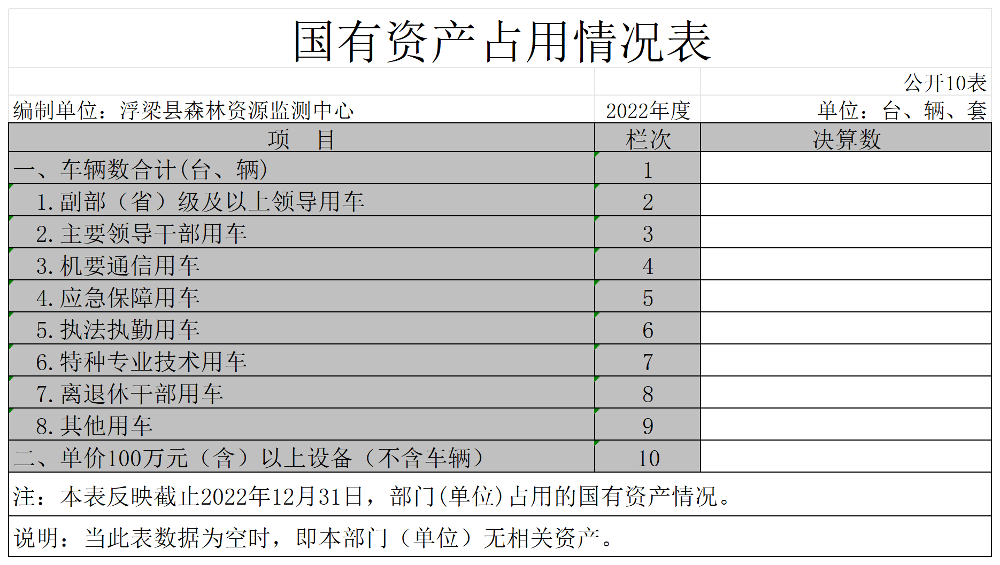 国有资产占用情况表
公开10表
编制单位：浮梁县森林资源监测中心 2022年度 单位：台、辆、套
项 目 栏次 决算数
一、车辆数合计(台、辆) 1
1.副部（省）级及以上领导用车 2
2.主要领导干部用车 3
3.机要通信用车 4
4.应急保障用车 5
5.执法执勤用车 6
6.特种专业技术用车 7
7.离退休干部用车 8
8.其他用车 9
二、单价100万元（含）以上设备（不含车辆） 10
注：本表反映截止2022年12月31日，部门(单位)占用的国有资产情况。
说明：当此表数据为空时，即本部门（单位）无相关资产。